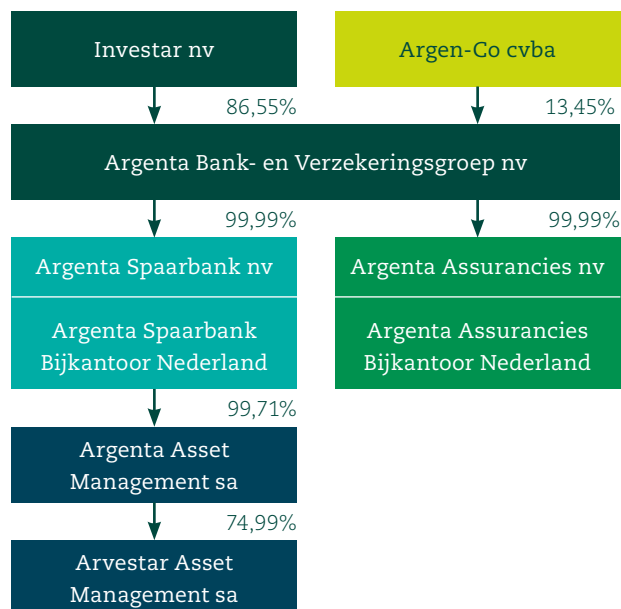 Investar nv
Argen-Co cvba
86,55%
13,45%
Argenta Bank- en Verzekeringsgroep nv
99,99%
99,99%
Argenta Spaarbank nv
Argenta Assurancies nv
Argenta Spaarbank
Bijkantoor Nederland
Argenta Assurancies
Bijkantoor Nederland
99,71%
Argenta Asset
Management sa
74,99%
Arvestar Asset
Management sa